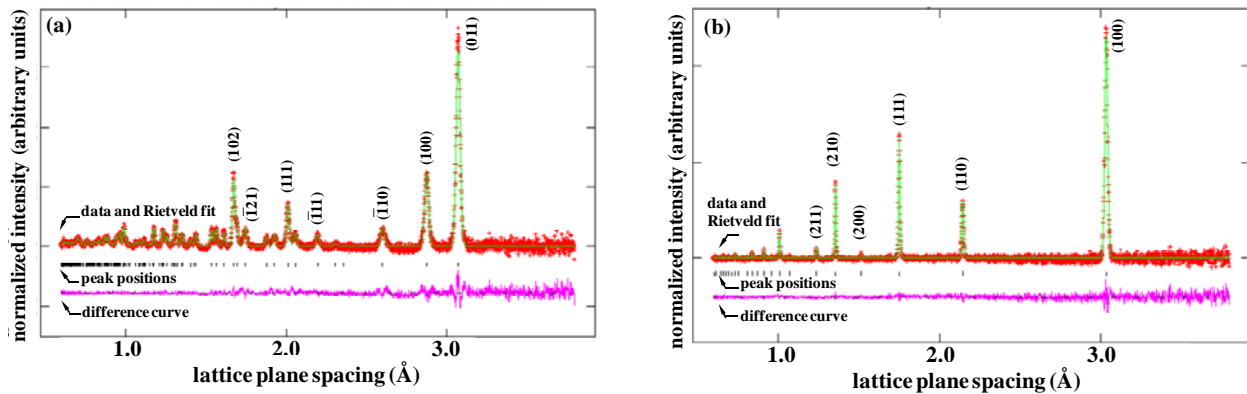 (a)
normalized intensity (arbitrary units)
(011)
(102)
(1̅21)
(111)
(1̅11)
(1̅10)
(100)
data and Rietveld fit
peak positions
difference curve
1.0 2.0 3.0
lattice plane spacing (Å)
(b)
normalized intensity (arbitrary units)
(100)
(111)
(210)
(110)
(211)
(200)
data and
Rietveld fit
peak positions
difference curve
1.0 2.0 3.0
lattice plane spacing (Å)